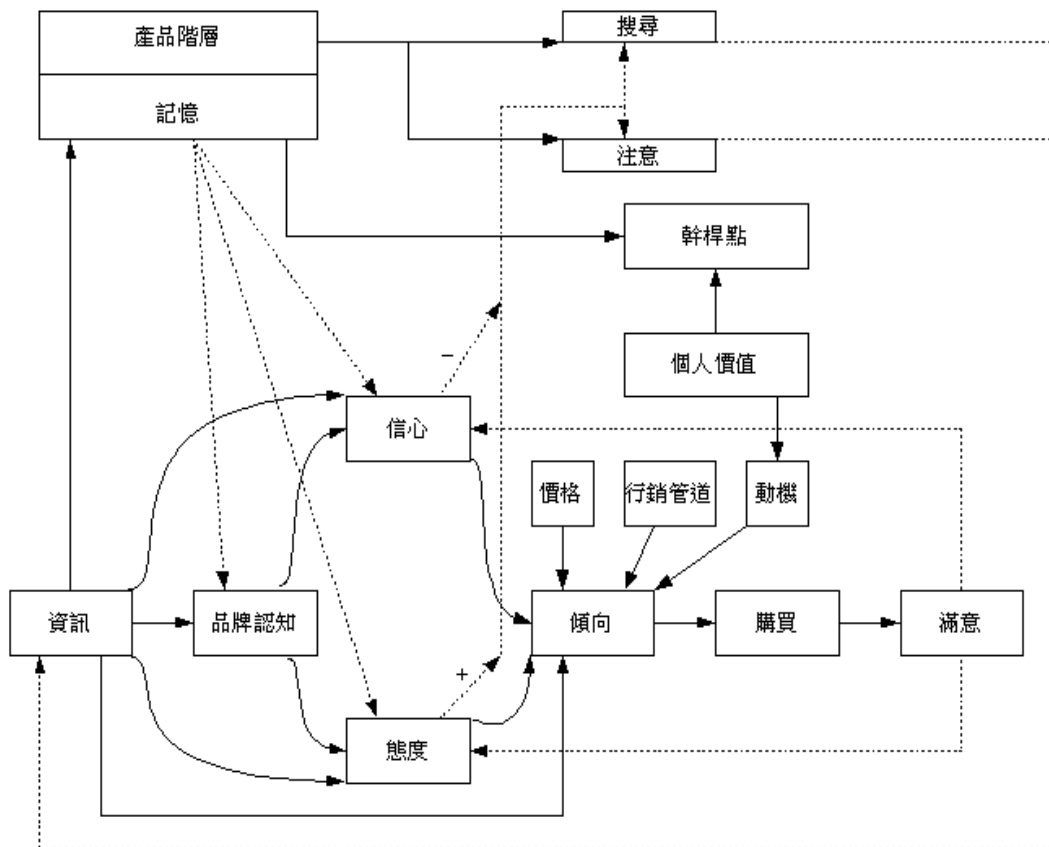 產品階層
搜尋
記憶
注意
幹桿點
個人價值
−
信心
價格
行銷管道
動機
資訊
品牌認知
傾向
購買
滿意
+
態度